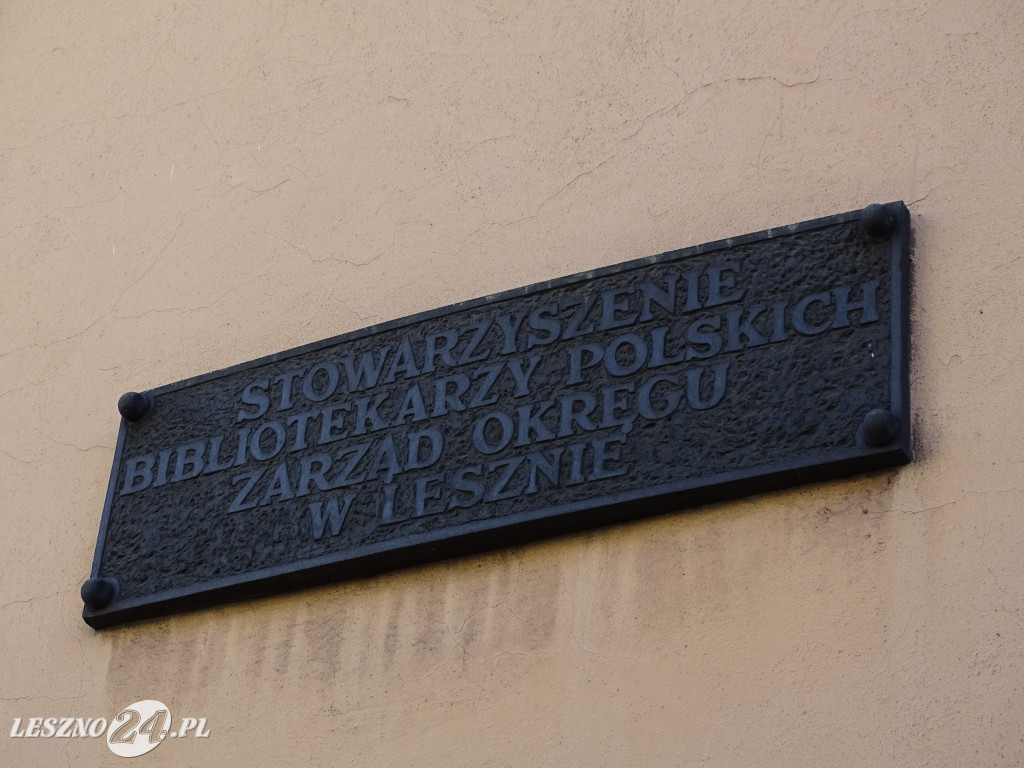 STOWARZYSZENIE
BIBLIOTEKARZY POLSKICH
ZARZĄD OKRĘGU
W LESZNIE
LESZNO24.PL